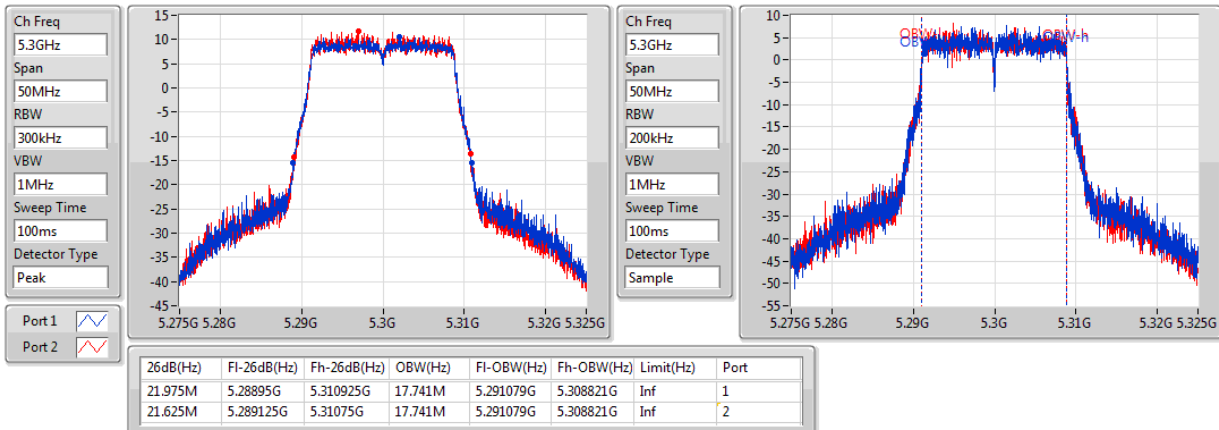 Ch Freq
5.3GHz
Span
50MHz
RBW
300kHz
VBW
1MHz
Sweep Time
100ms
Detector Type
Peak
Port 1
Port 2
15
10
5
0
-5
-10
-15
-20
-25
-30
-35
-40
-45
5.275G 5.28G 5.29G 5.3G 5.31G 5.32G 5.325G
Ch Freq
5.3GHz
Span
50MHz
RBW
200kHz
VBW
1MHz
Sweep Time
100ms
Detector Type
Sample
10
5
0
-5
-10
-15
-20
-25
-30
-35
-40
-45
-50
-55
OBW-h
5.275G 5.28G 5.29G 5.3G 5.31G 5.32G 5.325G
26dB(Hz) Fl-26dB(Hz) Fh-26dB(Hz) OBW(Hz) Fl-OBW(Hz) Fh-OBW(Hz) Limit(Hz) Port
21.975M 5.28895G 5.310925G 17.741M 5.291079G 5.308821G Inf 1
21.625M 5.289125G 5.31075G 17.741M 5.291079G 5.308821G Inf 2